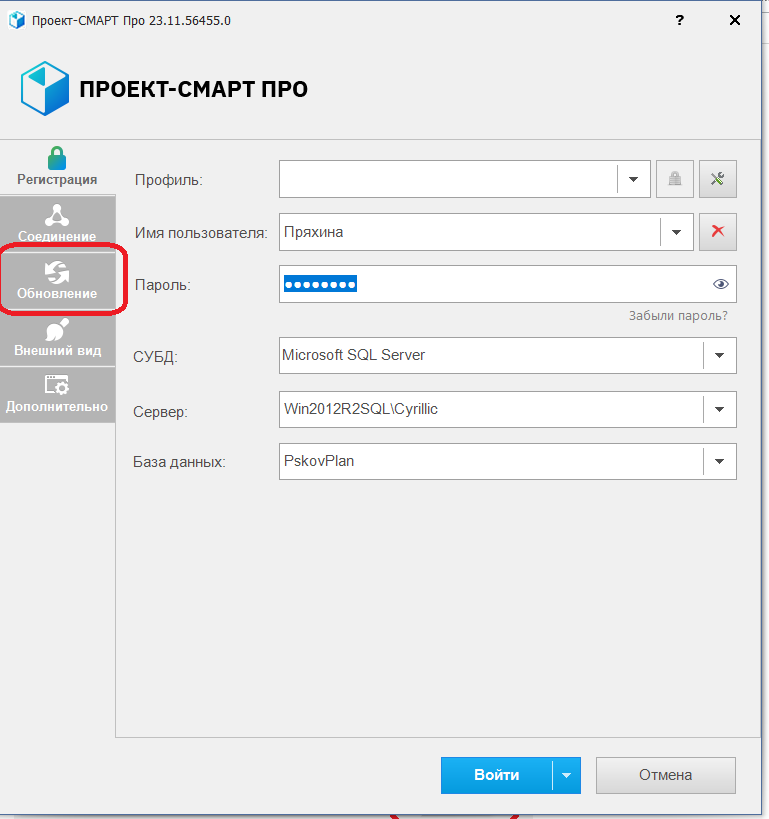 Проект-СМАРТ Про 23.11.56455.0
?
ПРОЕКТ-СМАРТ ПРО
Регистрация
Соединение
Обновление
Внешний вид
Дополнительно
Профиль:
Имя пользователя: Пряхина
Пароль: ●●●●●●●●
Забыли пароль?
СУБД: Microsoft SQL Server
Сервер: Win2012R2SQL\Cyrillic
База данных: PskovPlan
Войти Отмена